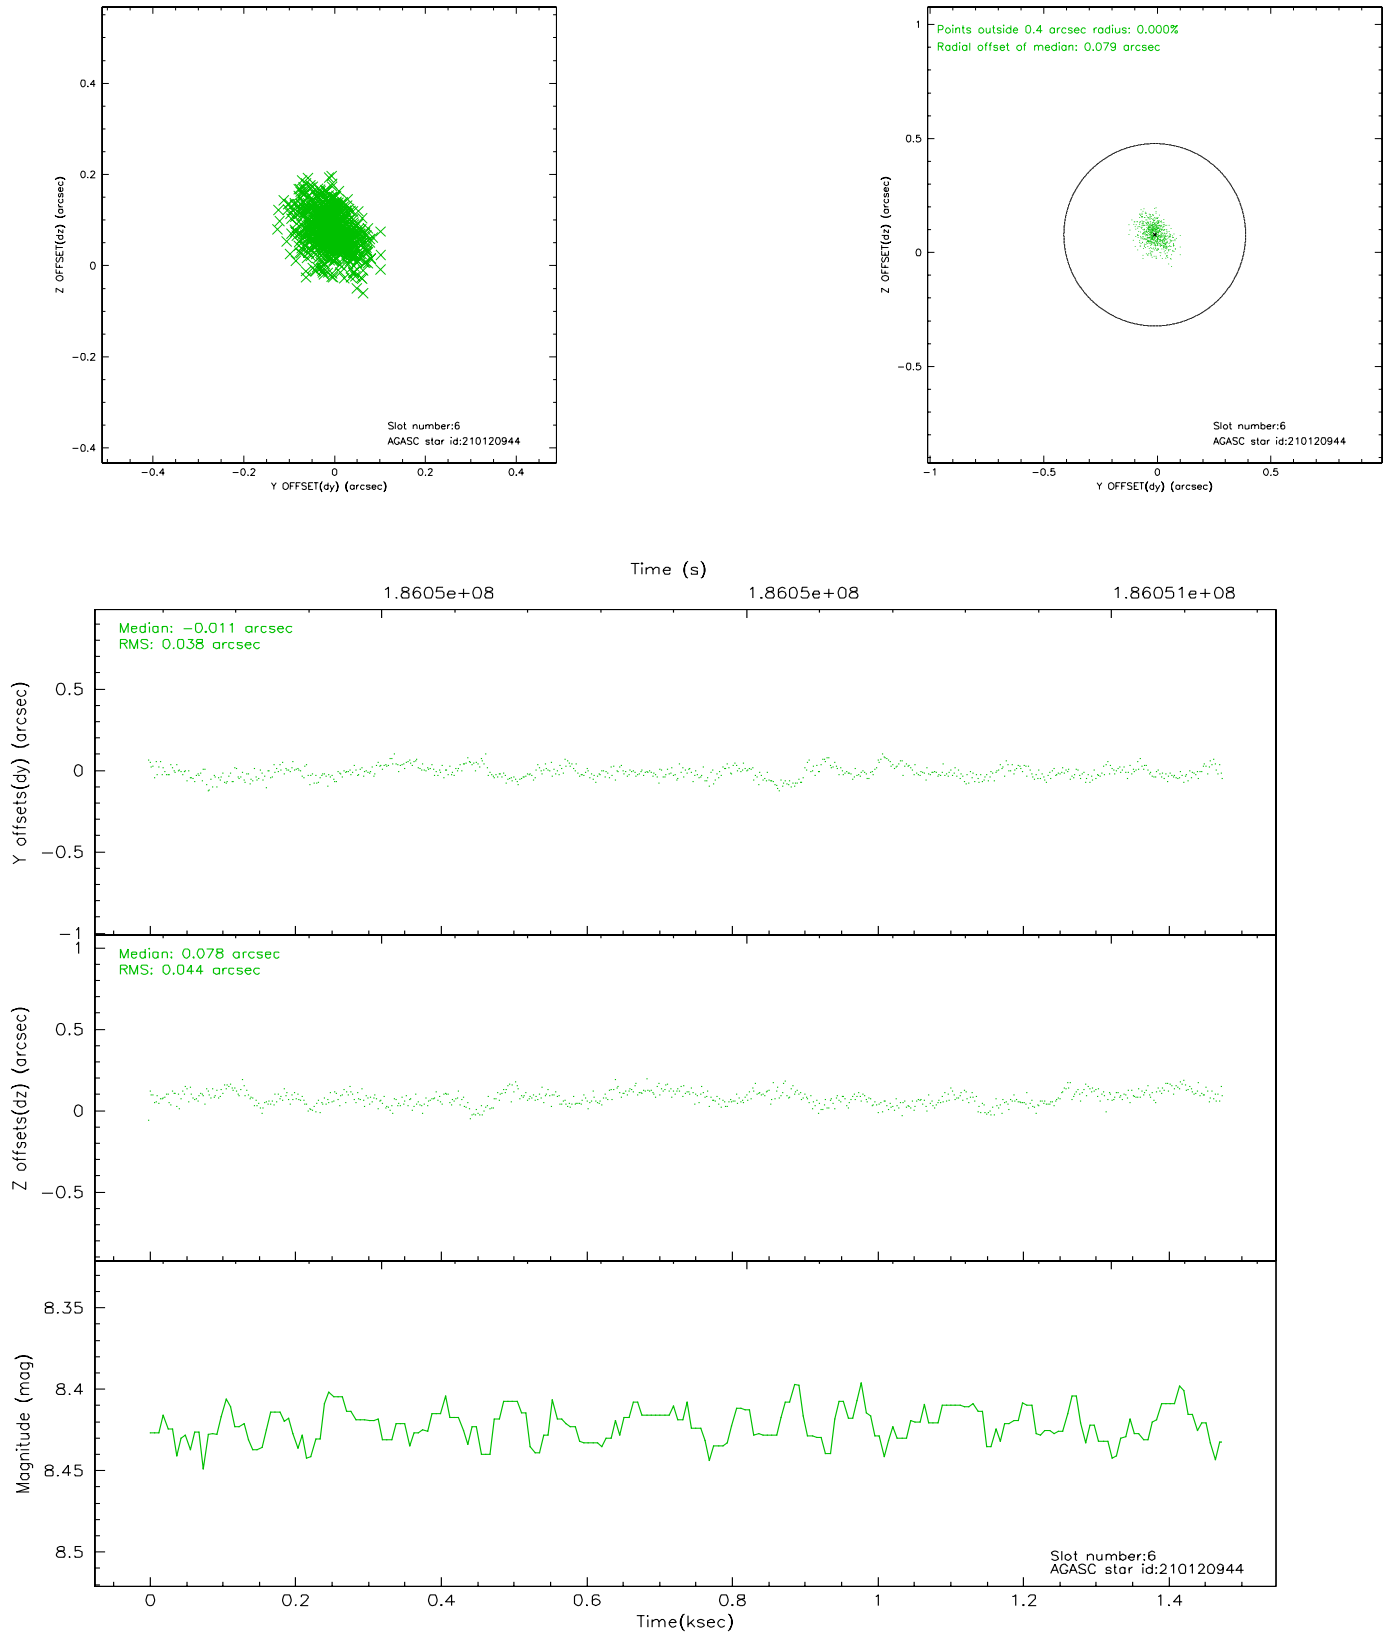 0.4
0.2
0
−0.2
−0.4
Z OFFSET(dz) (arcsec)
Slot number:6
AGASC star id:210120944
−0.4 −0.2 0 0.2 0.4
Y OFFSET(dy) (arcsec)
Points outside 0.4 arcsec radius: 0.000%
Radial offset of median: 0.079 arcsec
1
0.5
0
−0.5
Z OFFSET(dz) (arcsec)
Slot number:6
AGASC star id:210120944
−1 −0.5 0 0.5
Y OFFSET(dy) (arcsec)
Time (s)
1.8605e+08 1.8605e+08 1.86051e+08
Median: −0.011 arcsec
RMS: 0.038 arcsec
0.5
0
−0.5
−1
Y offsets(dy) (arcsec)
Median: 0.078 arcsec
RMS: 0.044 arcsec
1
0.5
0
−0.5
Z offsets(dz) (arcsec)
8.35
8.4
8.45
8.5
Magnitude (mag)
Slot number:6
AGASC star id:210120944
0 0.2 0.4 0.6 0.8 1 1.2 1.4
Time(ksec)